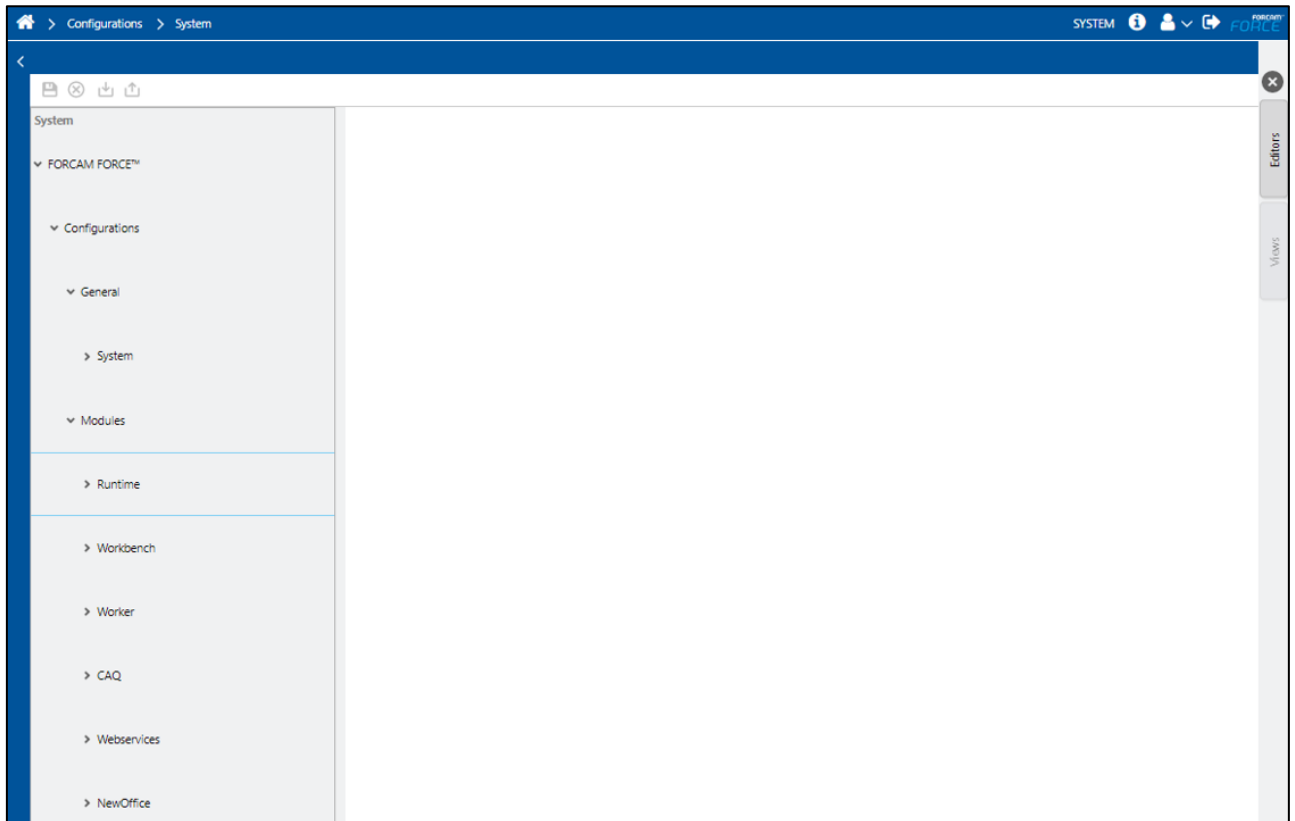 > Configurations > System
SYSTEM
FORCAM™
FORCE
System
FORCAM FORCE™
Configurations
General
System
Modules
Runtime
Workbench
Worker
CAQ
Webservices
NewOffice
Editors
Views